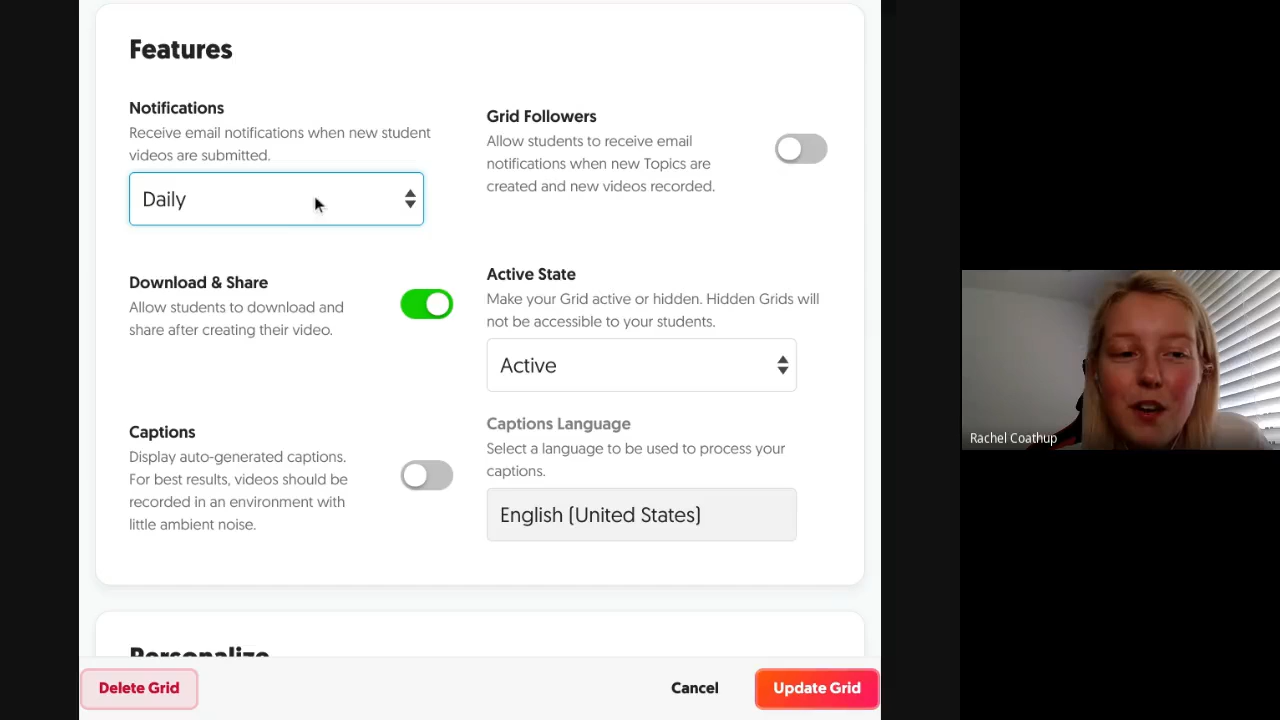 Features
Notifications
Receive email notifications when new student
videos are submitted.
Daily
Grid Followers
Allow students to receive email
notifications when new Topics are
created and new videos recorded.
Download & Share
Allow students to download and
share after creating their video.
Active State
Make your Grid active or hidden. Hidden Grids will
not be accessible to your students.
Active
Captions
Display auto-generated captions.
For best results, videos should be
recorded in an environment with
little ambient noise.
Captions Language
Select a language to be used to process your
captions.
English (United States)
Personalize
Delete Grid
Cancel
Update Grid
Rachel Coathup